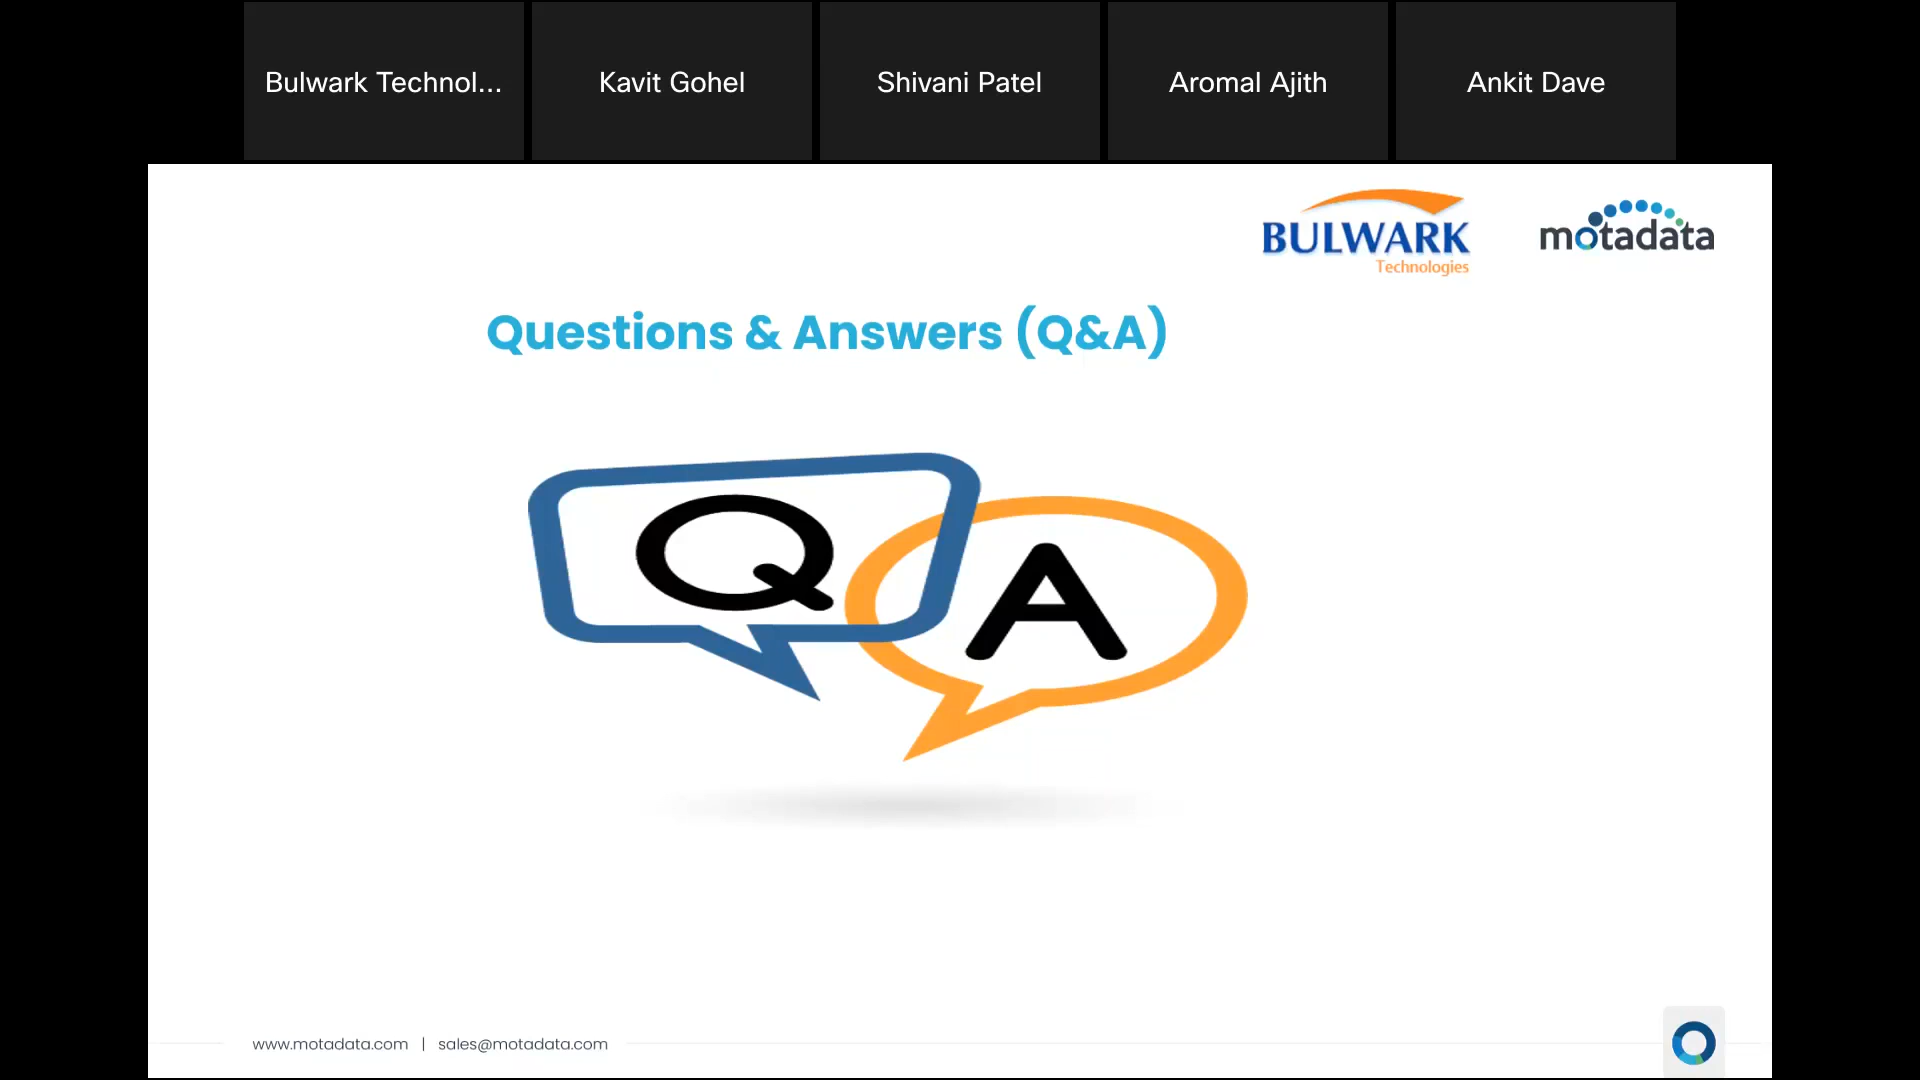 Bulwark Technol...
Kavit Gohel
Shivani Patel
Aromal Ajith
Ankit Dave
BULWARK
Technologies
motadata
Questions & Answers (Q&A)
Q
A
www.motadata.com | sales@motadata.com